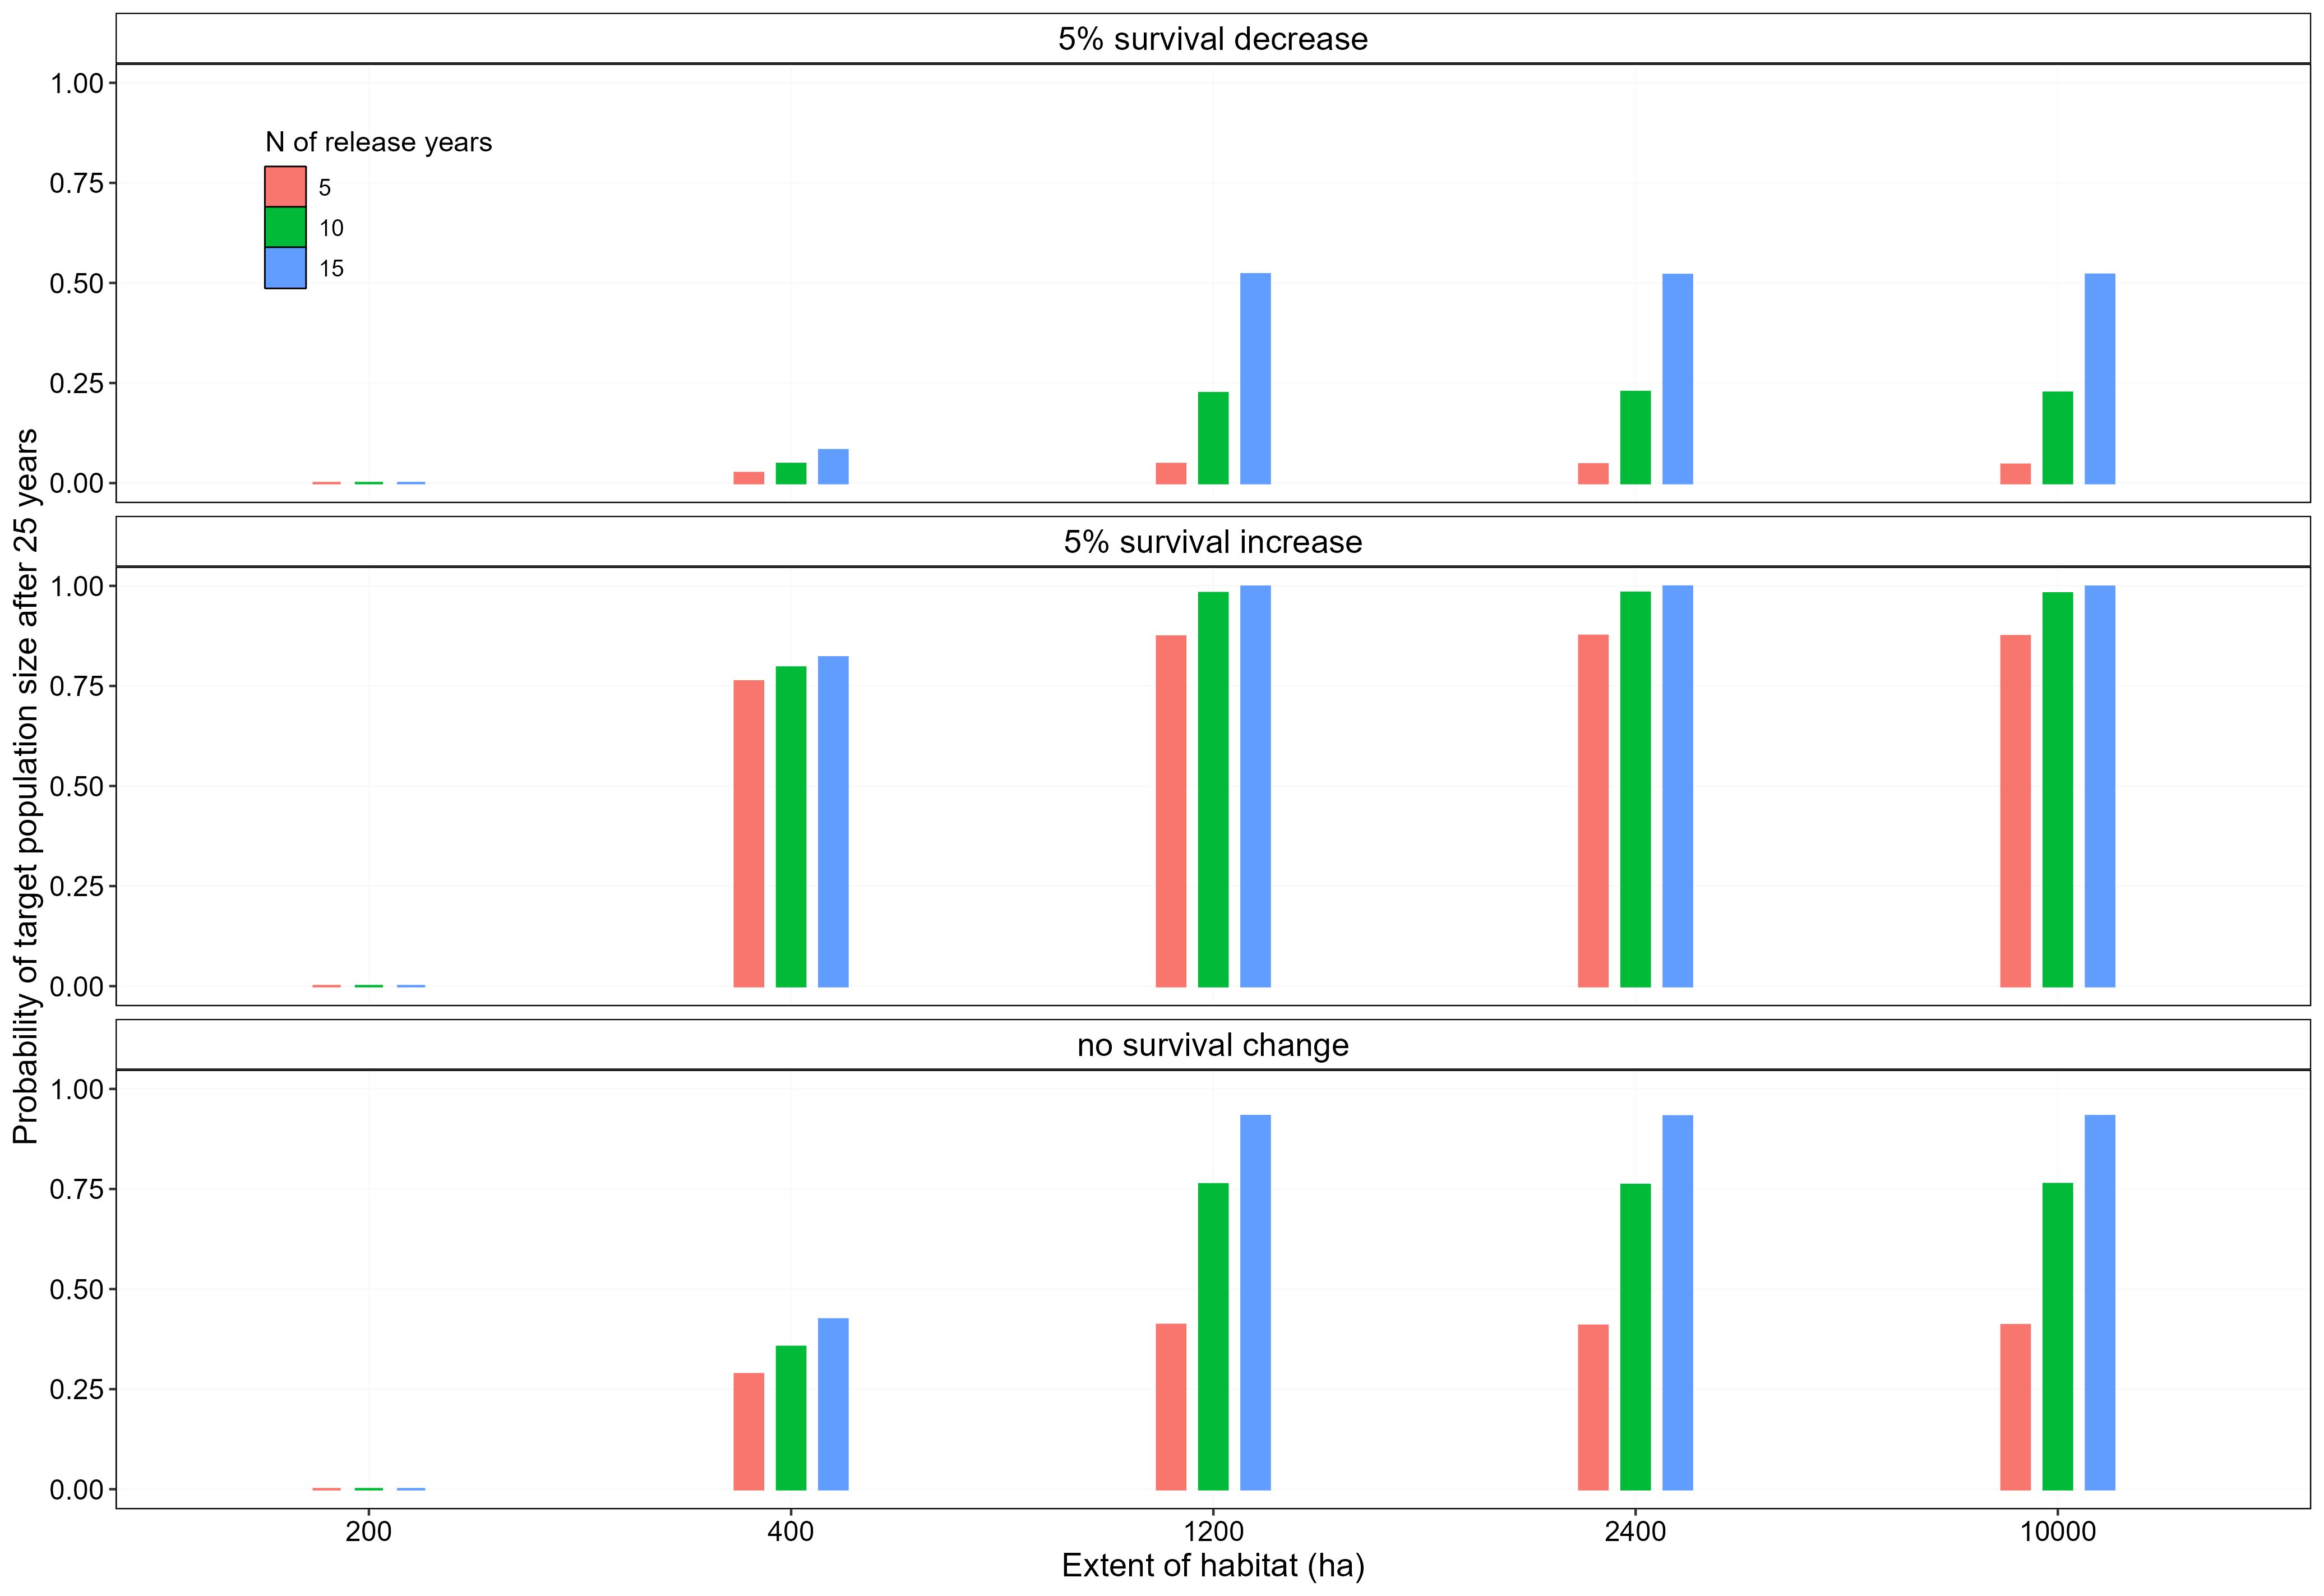 Probability of target population size after 25 years
5% survival decrease
1.00
0.75
0.50
0.25
0.00
N of release years
5
10
15
5% survival increase
1.00
0.75
0.50
0.25
0.00
no survival change
1.00
0.75
0.50
0.25
0.00
200 400 1200 2400 10000
Extent of habitat (ha)